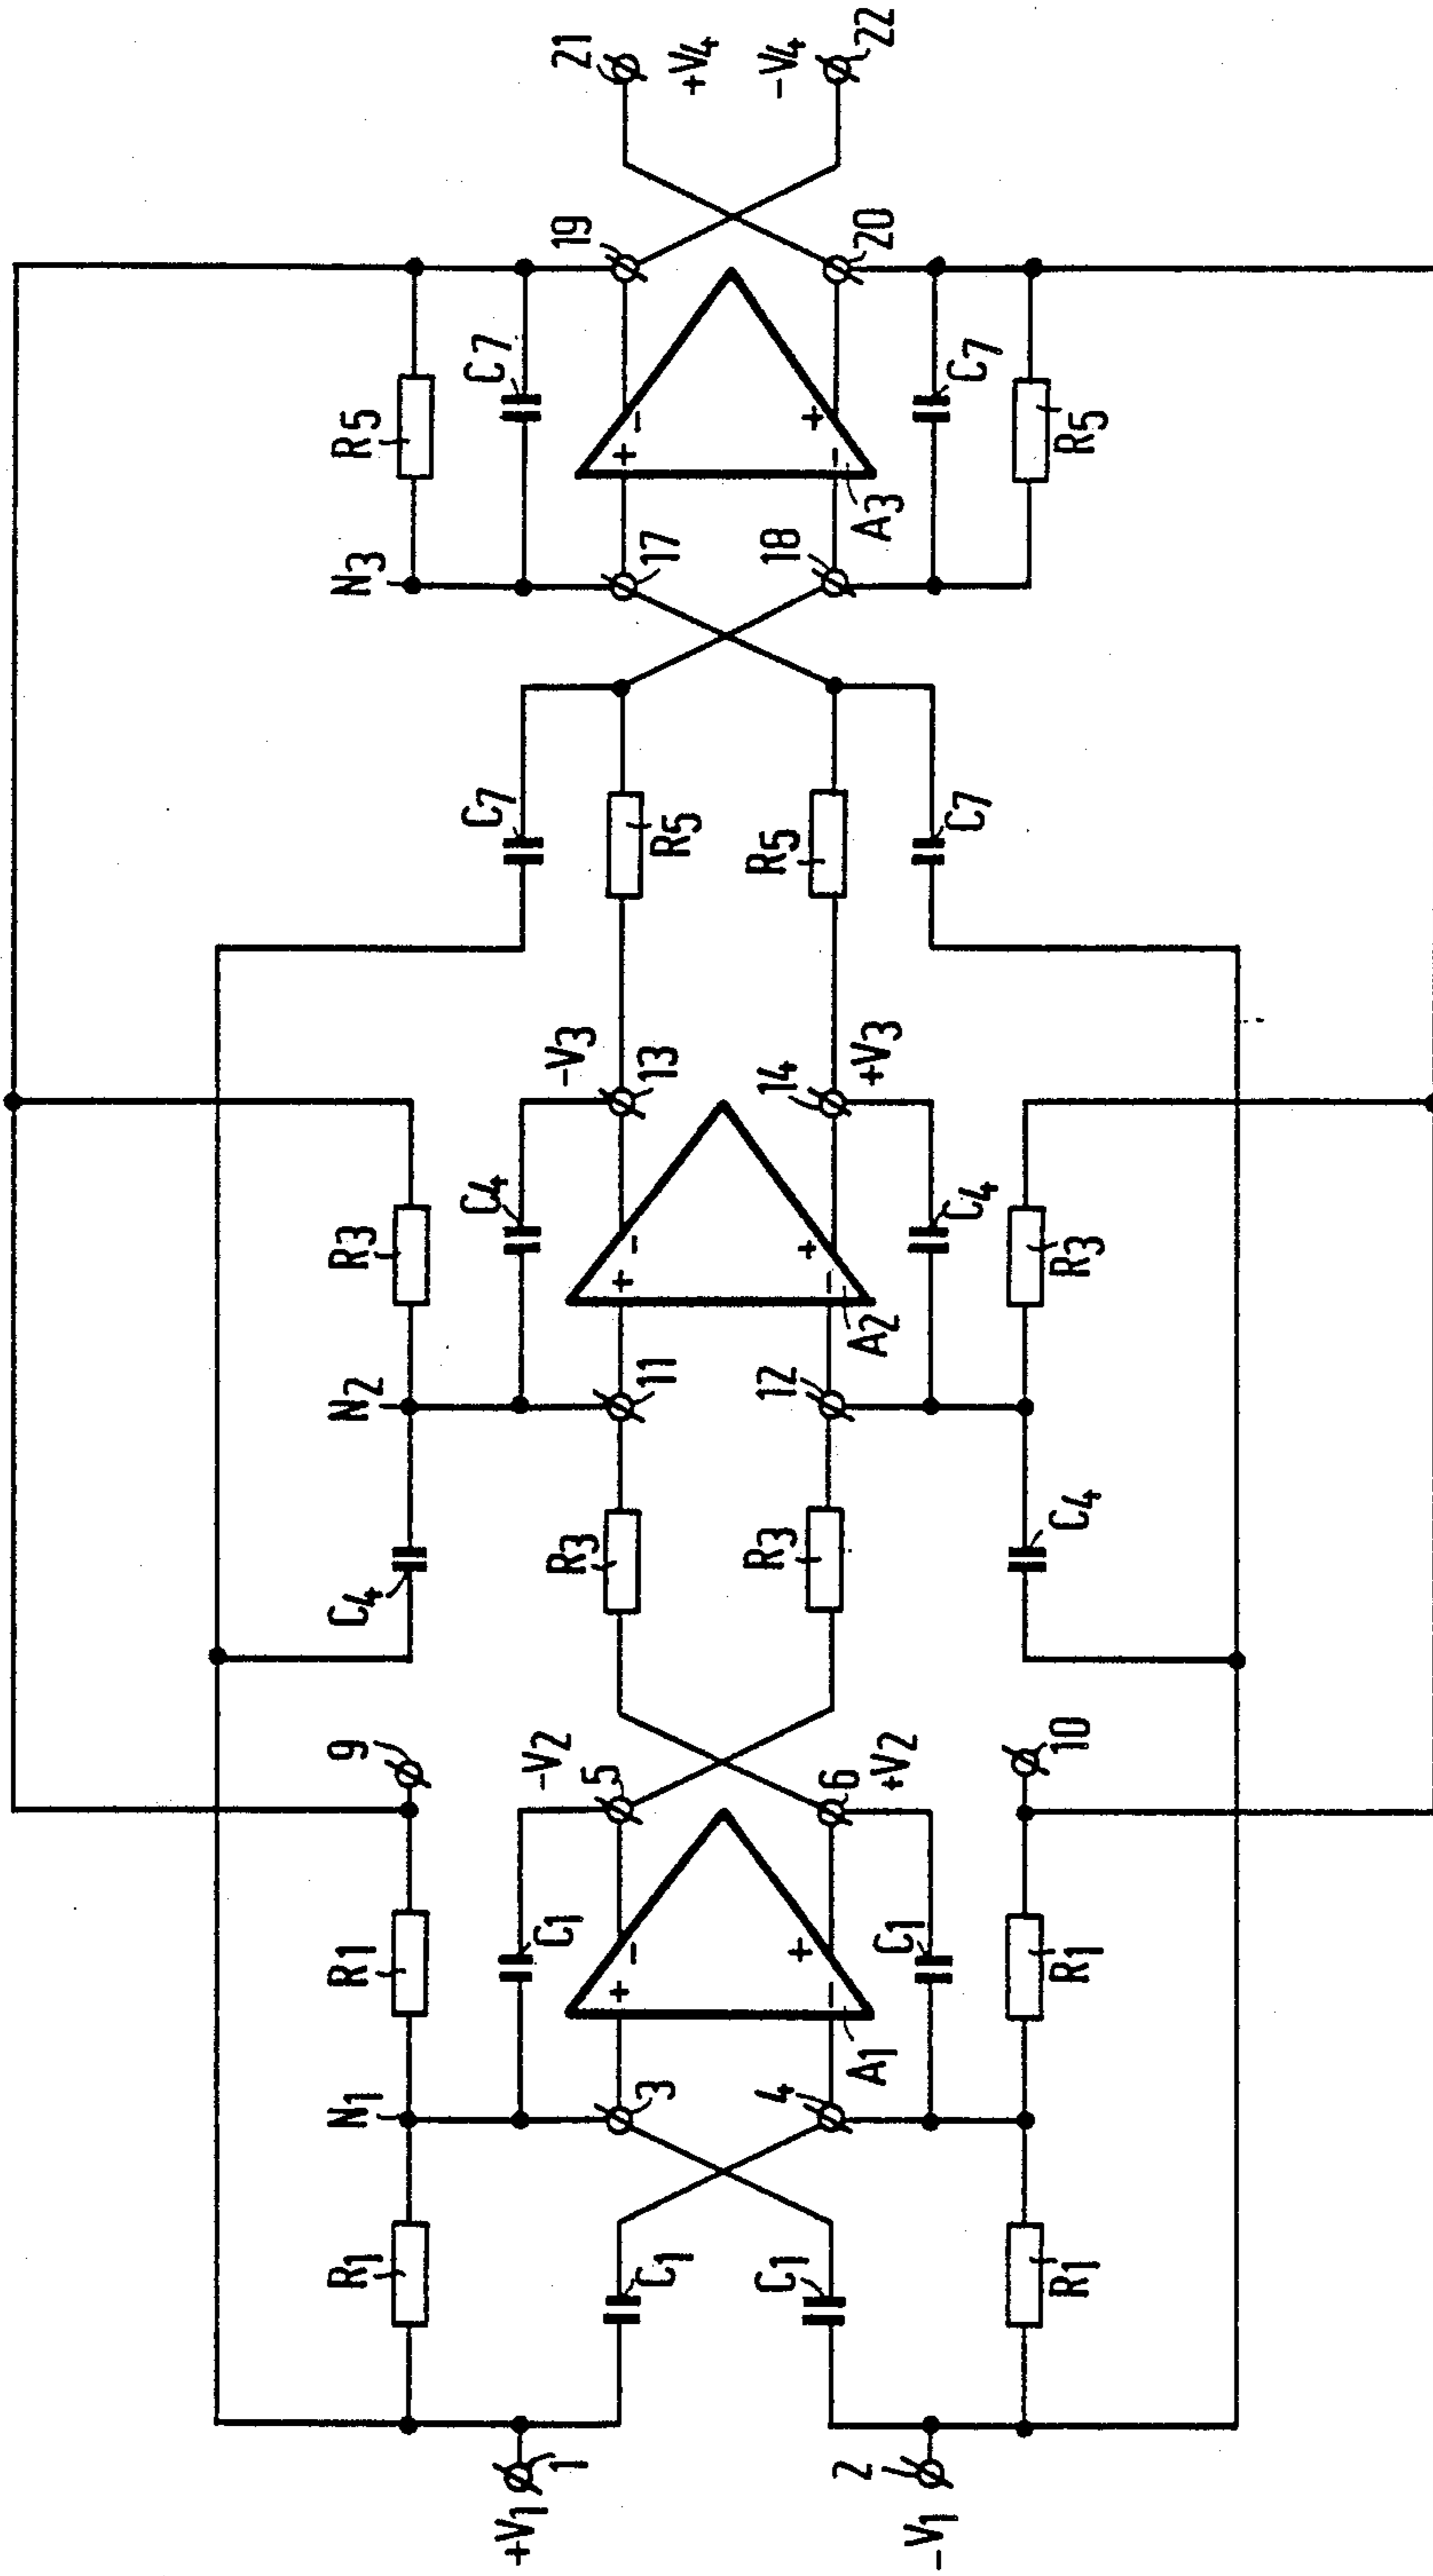 R1
N1
R1
9
C4
N2
R3
N3
R5
+V1
1
C1
-V2
5
C4
-V3
13
C7
C7
19
21
+V4
C1
3
+
-
R3
11
+
-
R5
17
+
-
C1
4
-
+
A1
6
+V2
R3
12
-
+
A2
14
+V3
R5
18
-
+
A3
20
-V4
22
-V1
2
C1
C4
C7
C7
R1
R1
10
C4
R3
R5